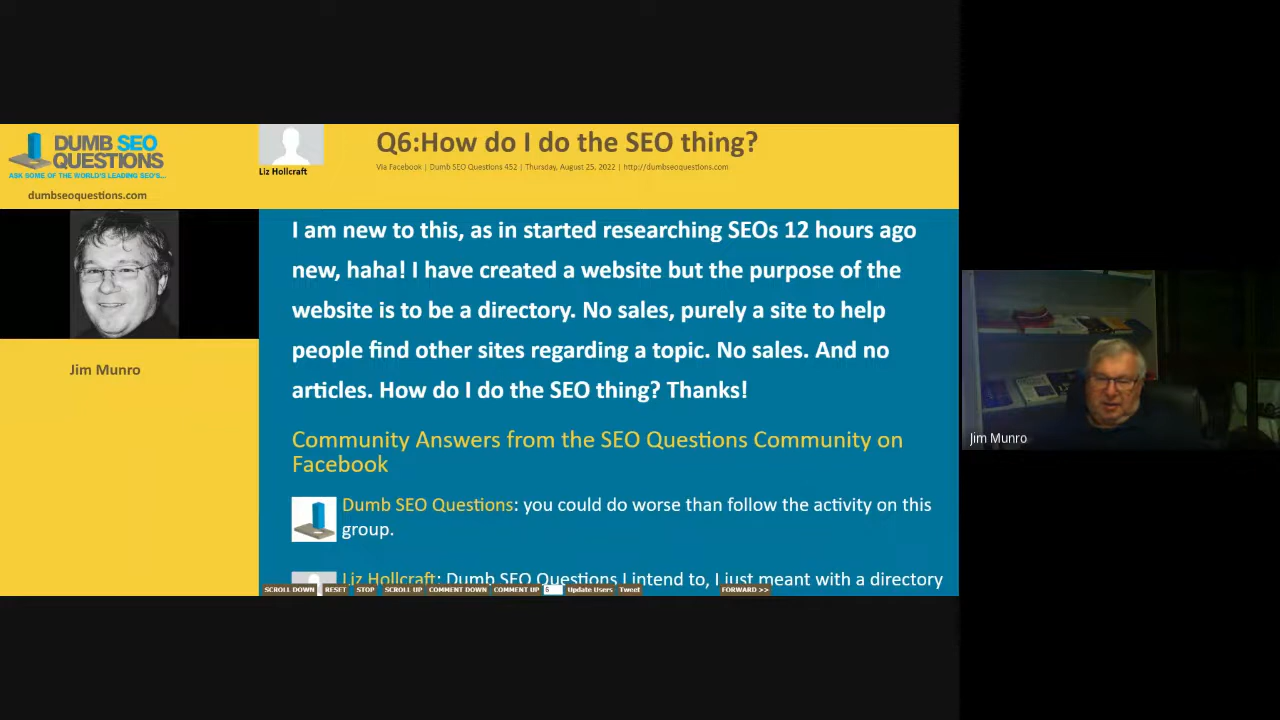 DUMB SEO
QUESTIONS
ASK SOME OF THE WORLD'S LEADING SEO'S...
dumbseoquestions.com
Liz Hollcraft
Q6:How do I do the SEO thing?
Via Facebook | Dumb SEO Questions 452 | Thursday, August 25, 2022 | http://dumbseoquestions.com
Jim Munro
I am new to this, as in started researching SEOs 12 hours ago
new, haha! I have created a website but the purpose of the
website is to be a directory. No sales, purely a site to help
people find other sites regarding a topic. No sales. And no
articles. How do I do the SEO thing? Thanks!
Community Answers from the SEO Questions Community on
Facebook
Dumb SEO Questions: you could do worse than follow the activity on this
group.
Liz Hollcraft: Dumb SEO Questions I intend to, I just meant with a directory
SCROLL DOWN RESET STOP SCROLL UP COMMENT DOWN COMMENT UP 5 Update Users Tweet FORWARD >>
Jim Munro